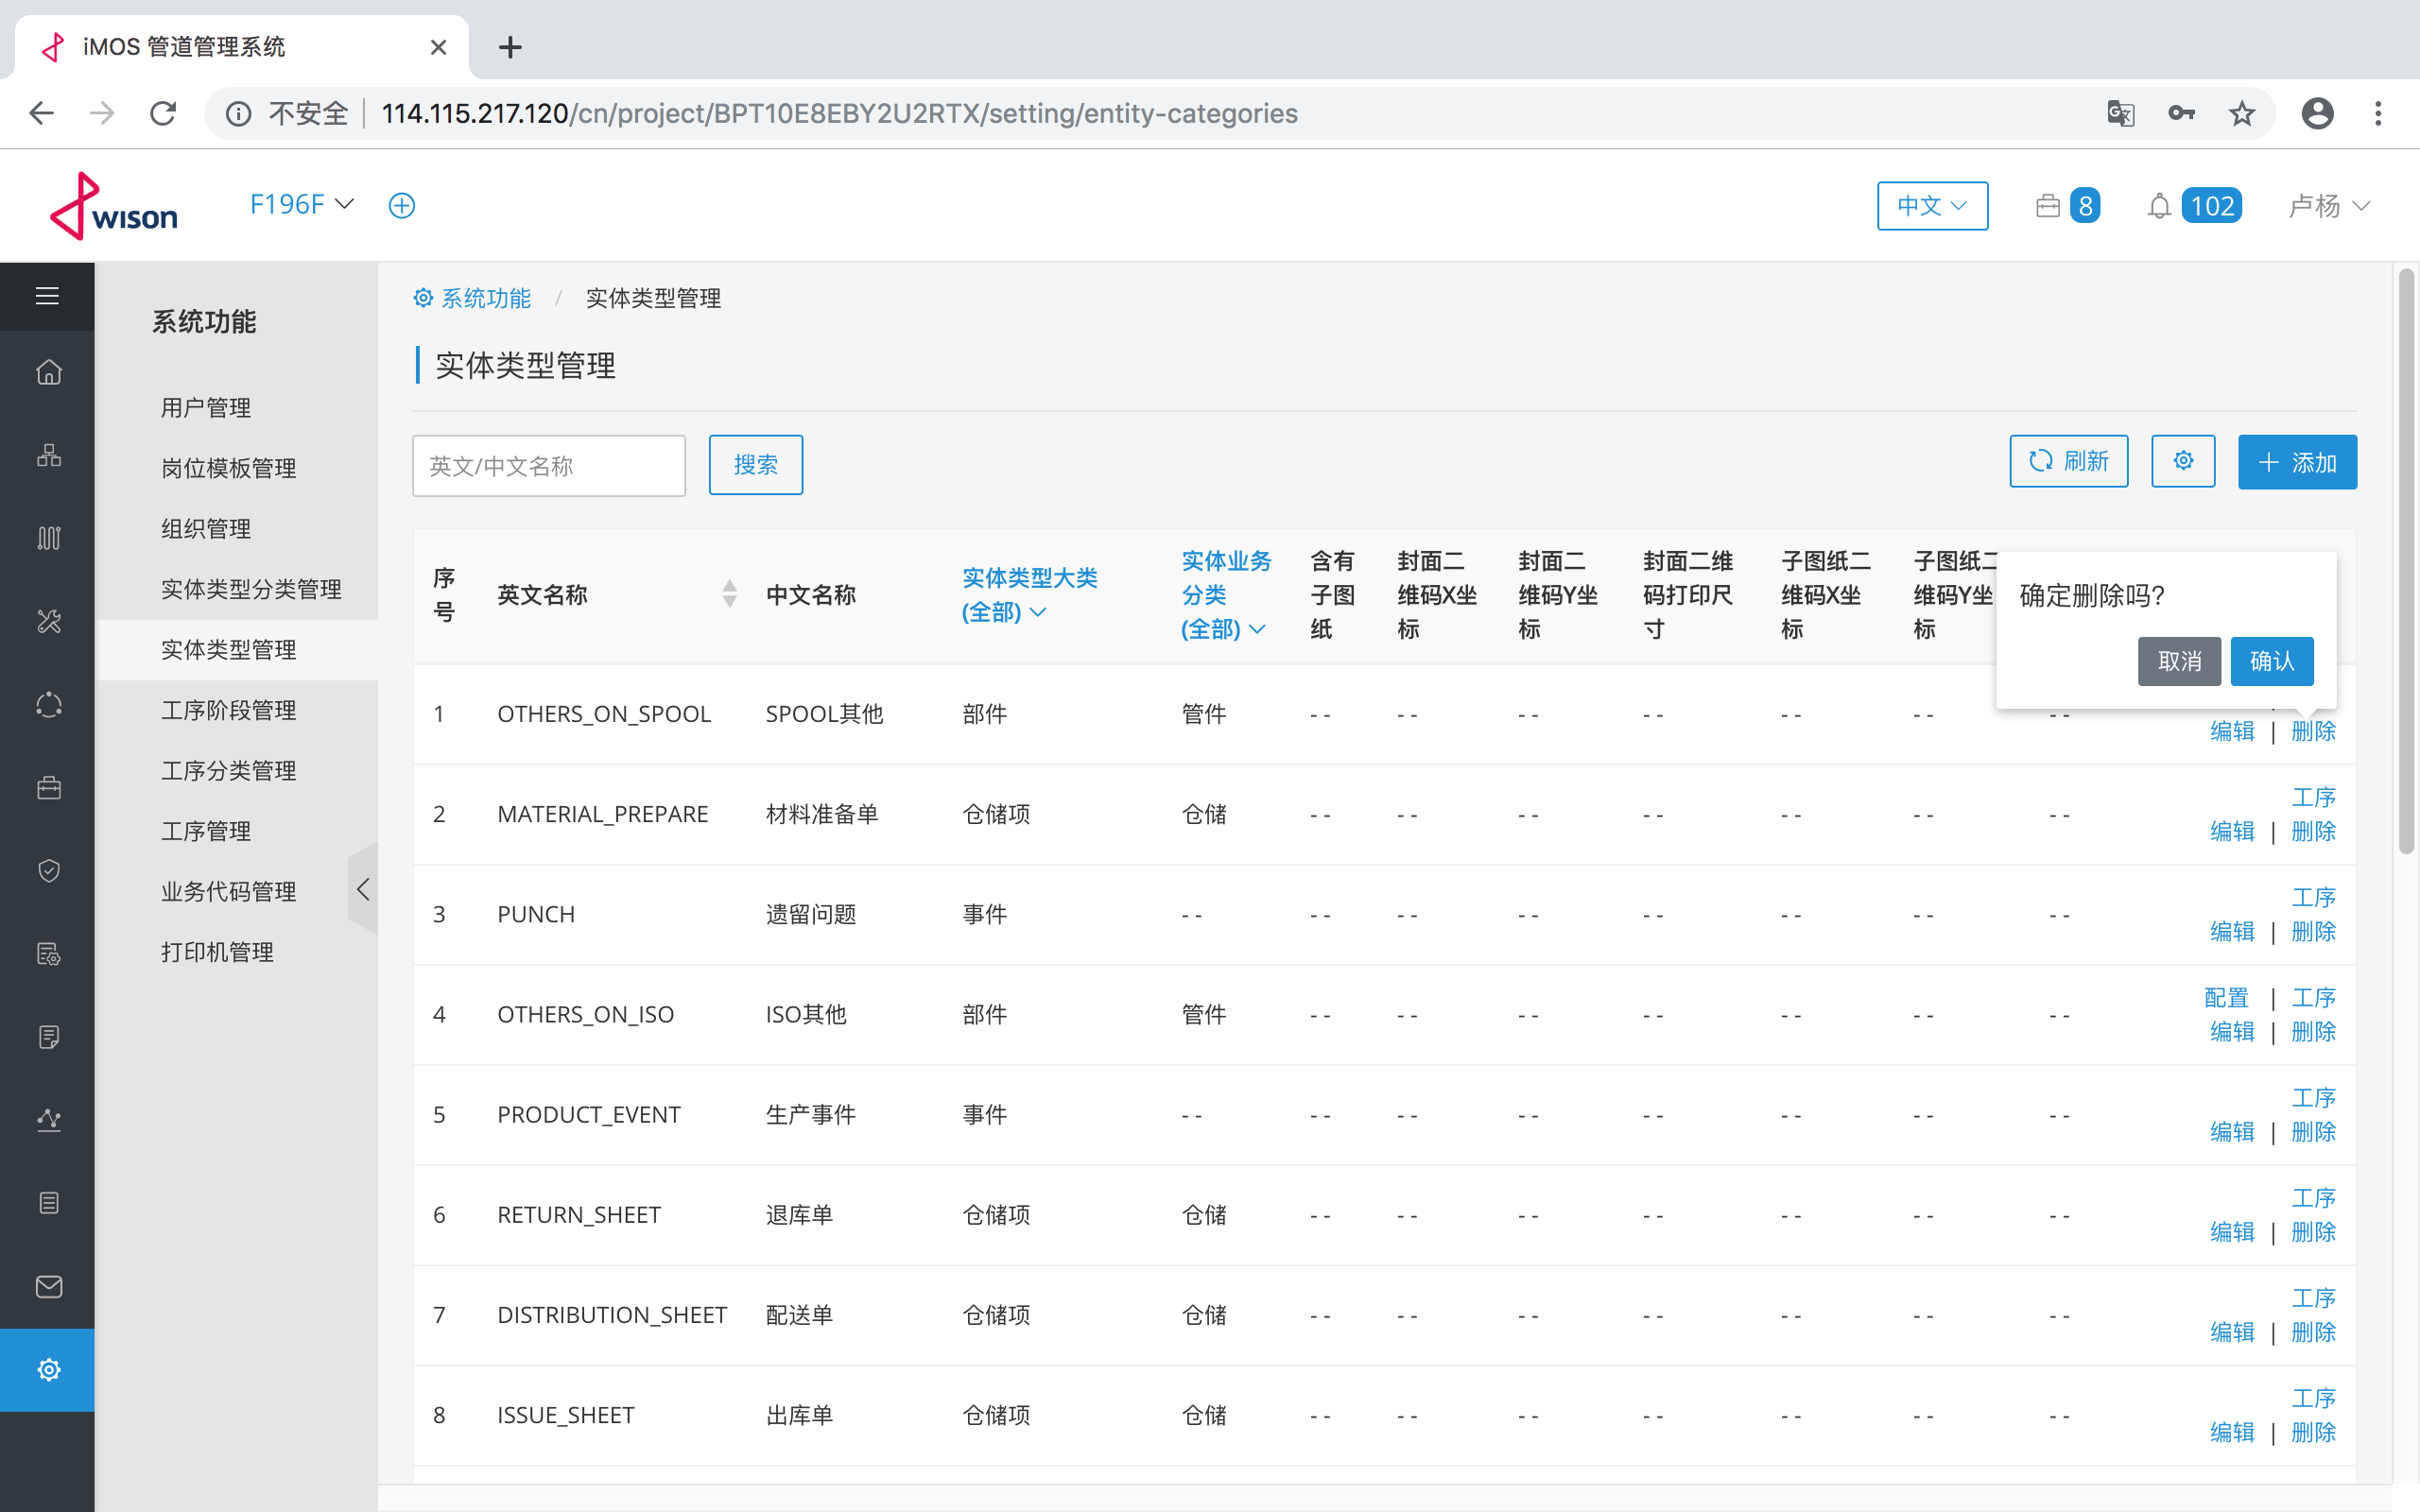 iMOS 管道管理系统
不安全 114.115.217.120/cn/project/BPT10E8EBY2U2RTX/setting/entity-categories
wison F196F 中文 8 102 卢杨
系统功能
用户管理
岗位模板管理
组织管理
实体类型分类管理
实体类型管理
工序阶段管理
工序分类管理
工序管理
业务代码管理
打印机管理
系统功能 / 实体类型管理
实体类型管理
英文/中文名称 搜索 刷新 添加
序号 英文名称 中文名称 实体类型大类(全部) 实体业务分类(全部) 含有子图纸 封面二维码X坐标 封面二维码Y坐标 封面二维码打印尺寸 子图纸二维码X坐标 子图纸二维码Y坐标
确定删除吗?
取消 确认
1 OTHERS_ON_SPOOL SPOOL其他 部件 管件 - - - - - - - - - - - - - -
编辑 | 删除
工序
2 MATERIAL_PREPARE 材料准备单 仓储项 仓储 - - - - - - - - - - - - - -
编辑 | 删除
工序
3 PUNCH 遗留问题 事件 - - - - - - - - - - - - - - - -
编辑 | 删除
配置 | 工序
4 OTHERS_ON_ISO ISO其他 部件 管件 - - - - - - - - - - - - - -
编辑 | 删除
工序
5 PRODUCT_EVENT 生产事件 事件 - - - - - - - - - - - - - - - -
编辑 | 删除
工序
6 RETURN_SHEET 退库单 仓储项 仓储 - - - - - - - - - - - - - -
编辑 | 删除
工序
7 DISTRIBUTION_SHEET 配送单 仓储项 仓储 - - - - - - - - - - - - - -
编辑 | 删除
工序
8 ISSUE_SHEET 出库单 仓储项 仓储 - - - - - - - - - - - - - -
编辑 | 删除